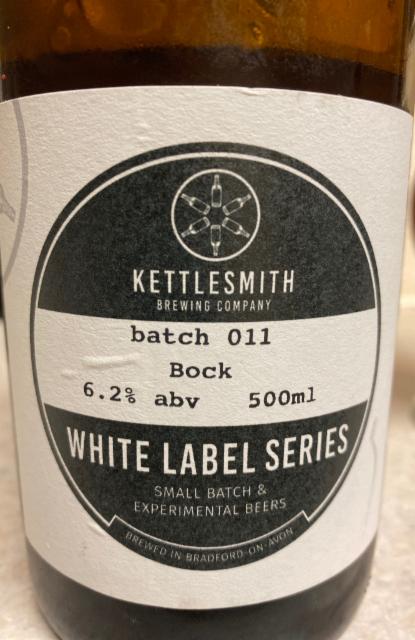 KETTLESMITH
BREWING COMPANY
batch 011
Bock
6.2% abv 500ml
WHITE LABEL SERIES
SMALL BATCH &
EXPERIMENTAL BEERS
BREWED IN BRADFORD-ON-AVON